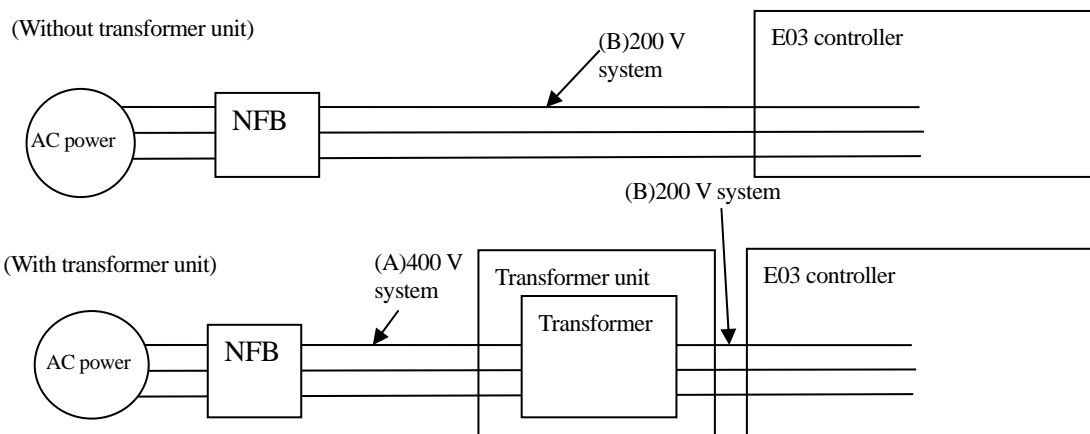 (Without transformer unit)
(B)200 V
system
E03 controller
AC power
NFB
(B)200 V system
(With transformer unit)
(A)400 V
system
Transformer unit
E03 controller
Transformer
AC power
NFB